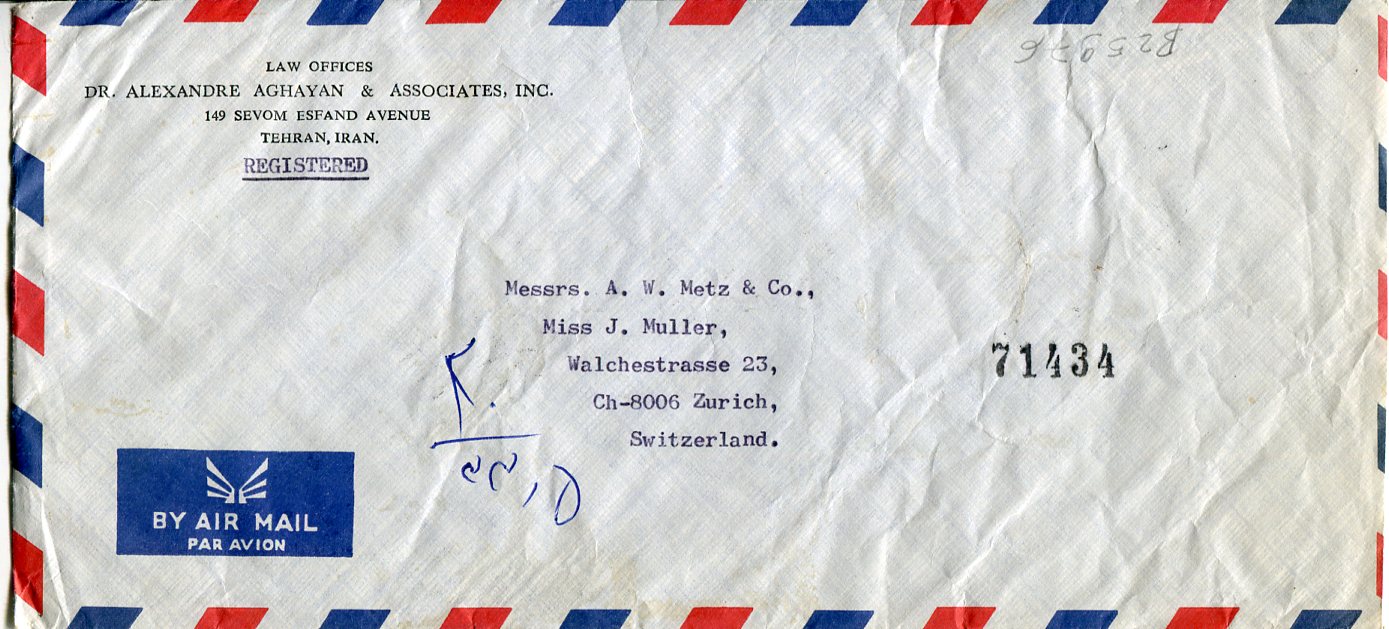 LAW OFFICES
DR. ALEXANDRE AGHAYAN & ASSOCIATES, INC.
149 SEVOM ESFAND AVENUE
TEHRAN, IRAN.
REGISTERED
B25976
Messrs. A. W. Metz & Co.,
Miss J. Muller,
Walchestrasse 23,
Ch-8006 Zurich,
Switzerland.
71434
BY AIR MAIL
PAR AVION